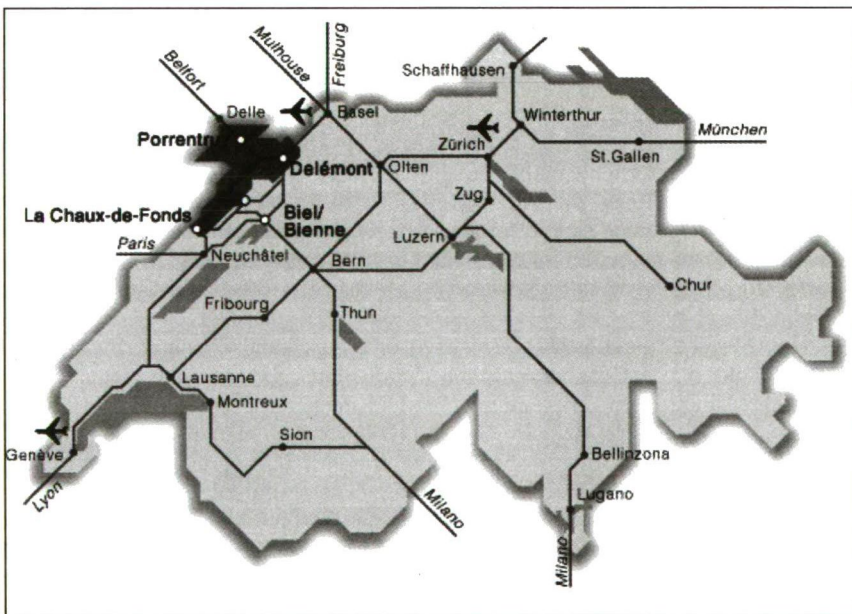 Mulhouse
Freiburg
Belfort
Schaffhausen
Delle
Basel
Winterthur
Porrentruy
Zürich
München
St.Gallen
Delémont
Olten
Zug
La Chaux-de-Fonds
Biel/
Bienne
Luzern
Paris
Neuchâtel
Bern
Chur
Fribourg
Thun
Lausanne
Montreux
Sion
Genève
Bellinzona
Lyon
Milano
Lugano
Milano